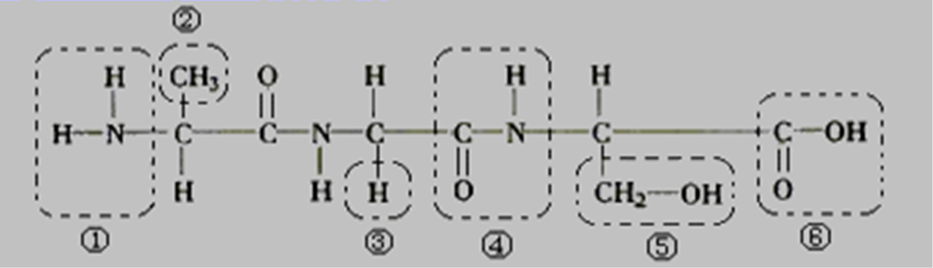 ②
H CH₃ O H H H
H—N—C—C—N—C—C—N—C—C—OH
H H H O CH₂—OH O
① ③ ④ ⑤ ⑥